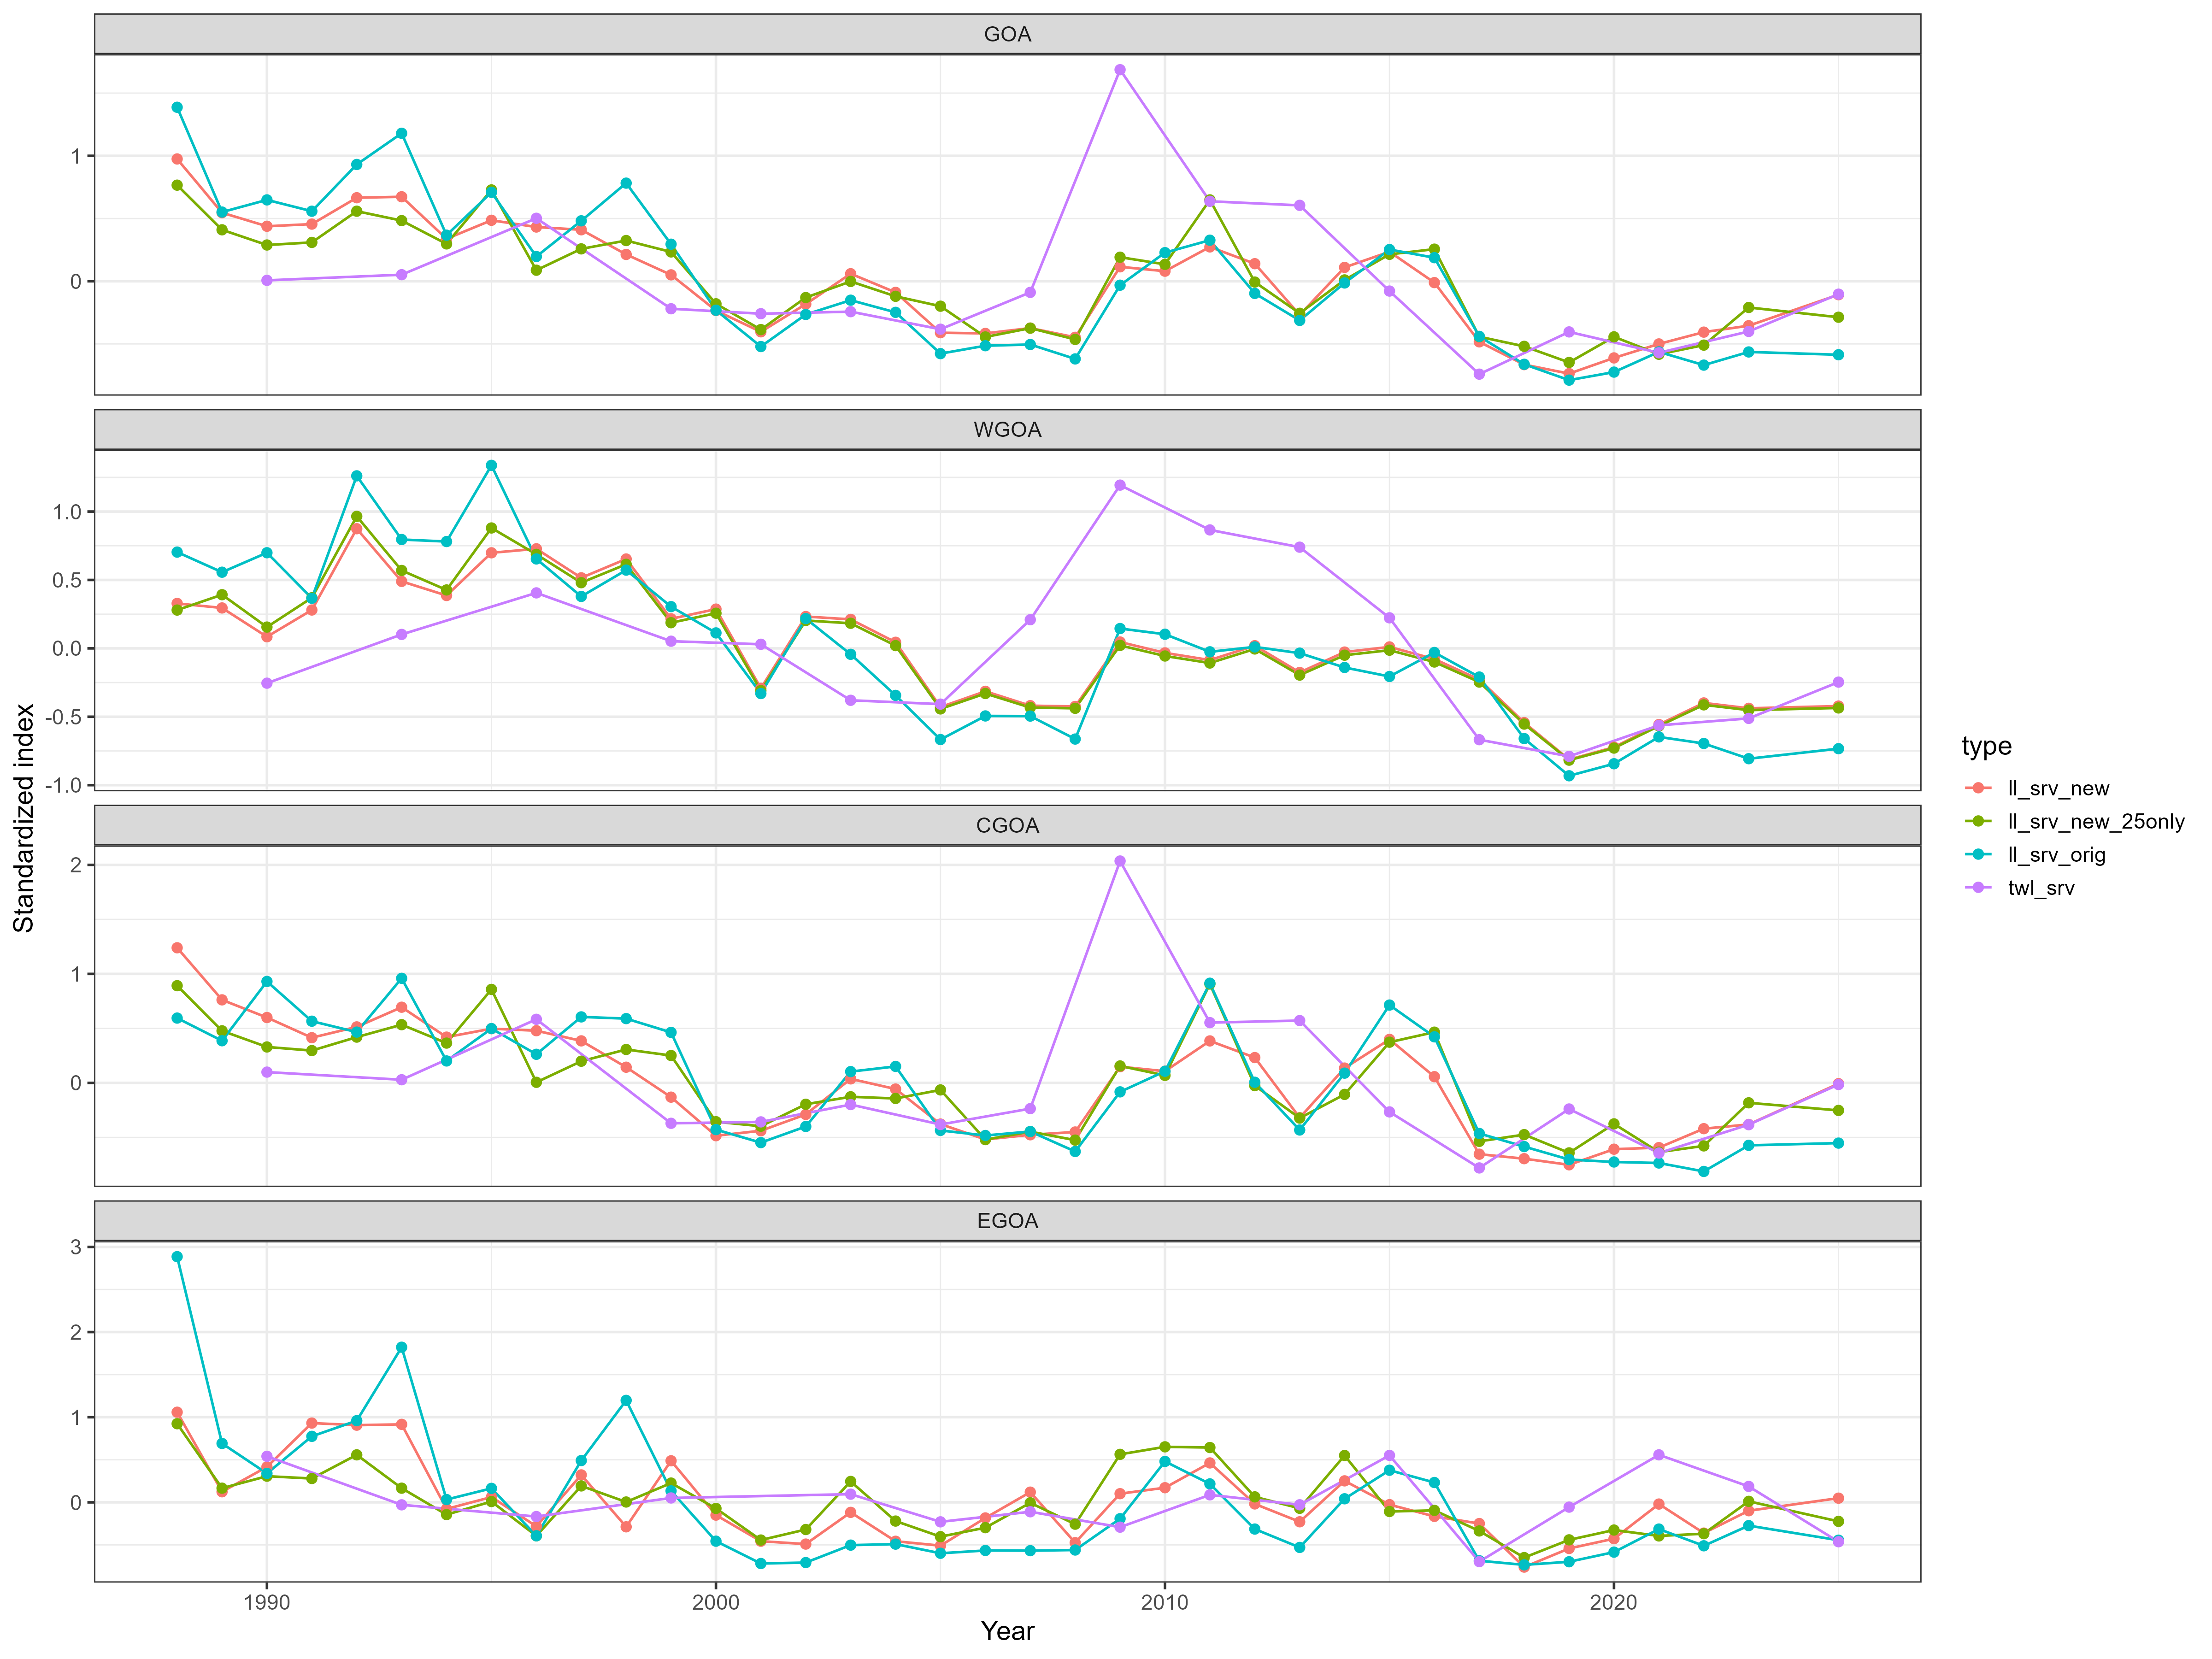 GOA
1
0
WGOA
1.0
0.5
0.0
-0.5
-1.0
CGOA
2
1
0
EGOA
3
2
1
0
1990 2000 2010 2020
Year
Standardized index
type
ll_srv_new
ll_srv_new_25only
ll_srv_orig
twl_srv